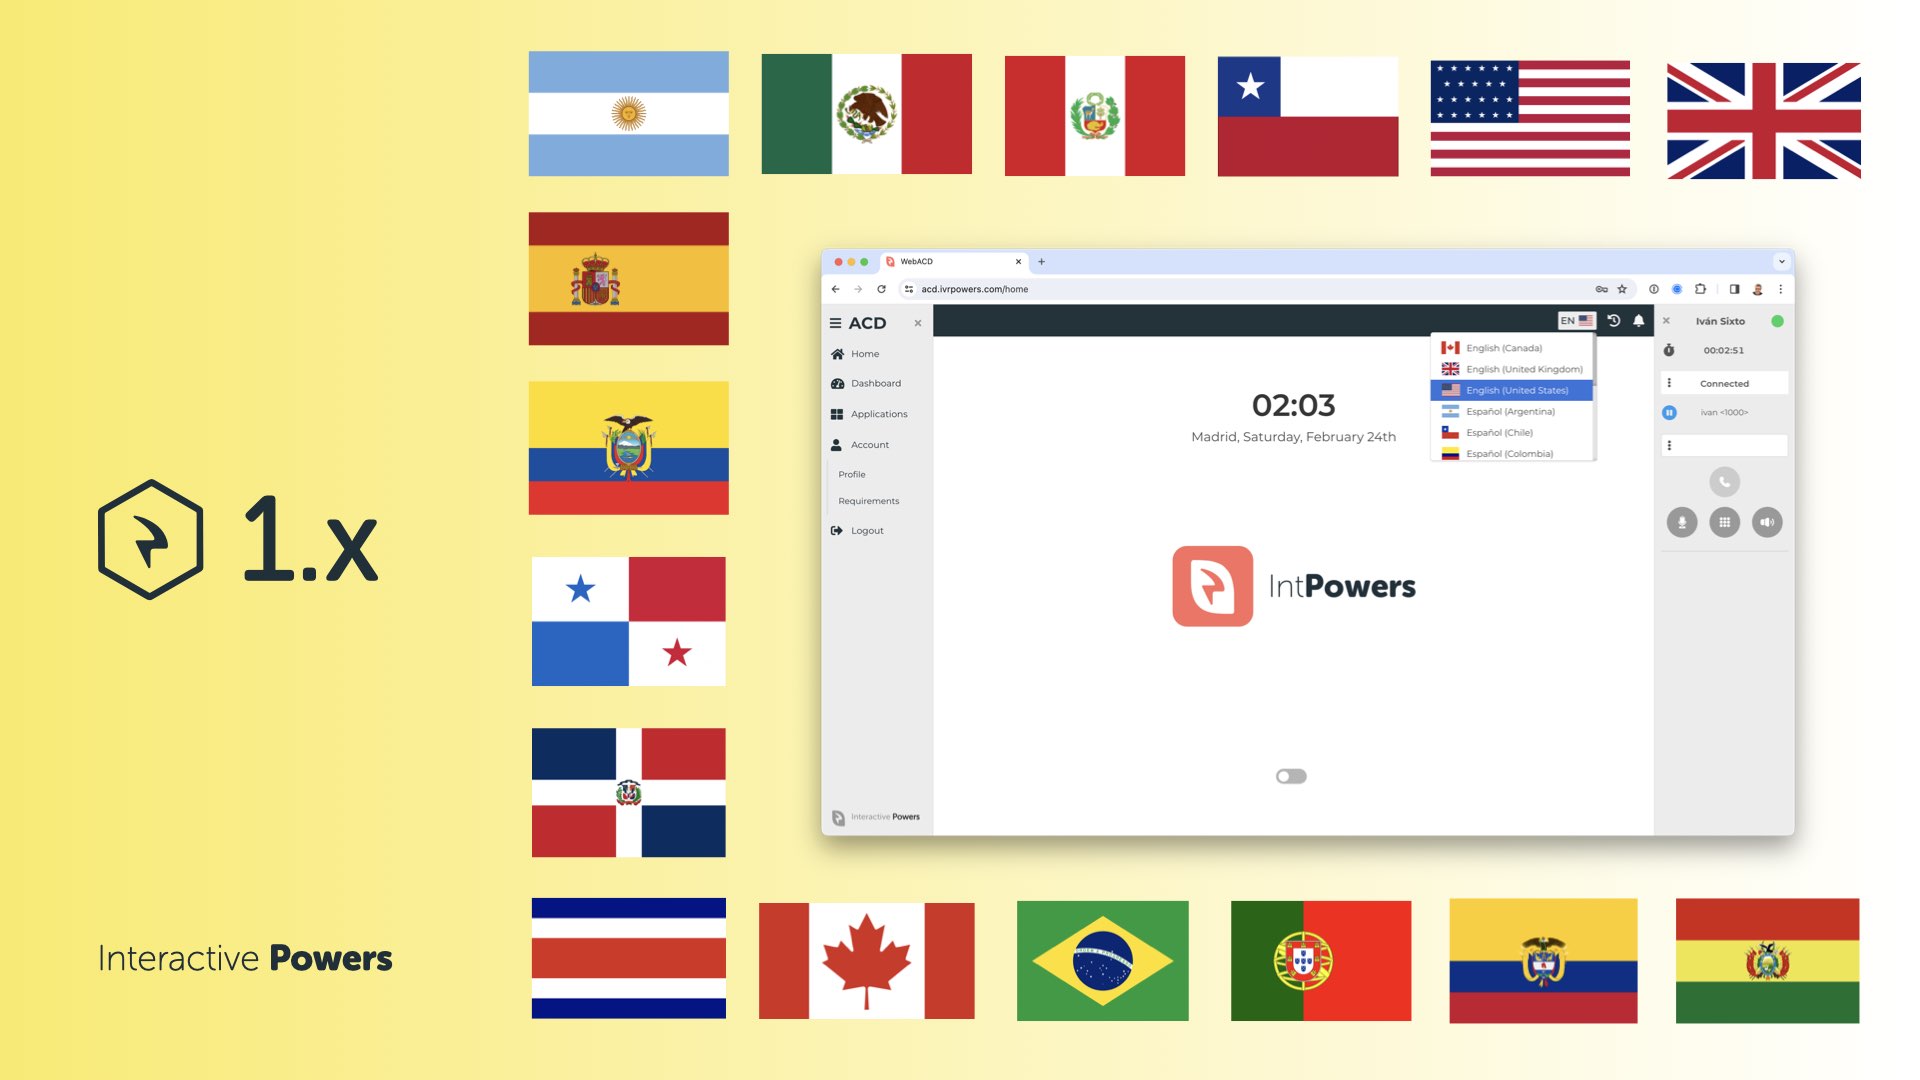 1.x
Interactive Powers
WebACD
acd.ivrpowers.com/home
ACD
Home
Dashboard
Applications
Account
Profile
Requirements
Logout
Interactive Powers
EN
English (Canada)
English (United Kingdom)
English (United States)
Español (Argentina)
Español (Chile)
Español (Colombia)
02:03
Madrid, Saturday, February 24th
IntPowers
Iván Sixto
00:02:51
Connected
ivan <1000>